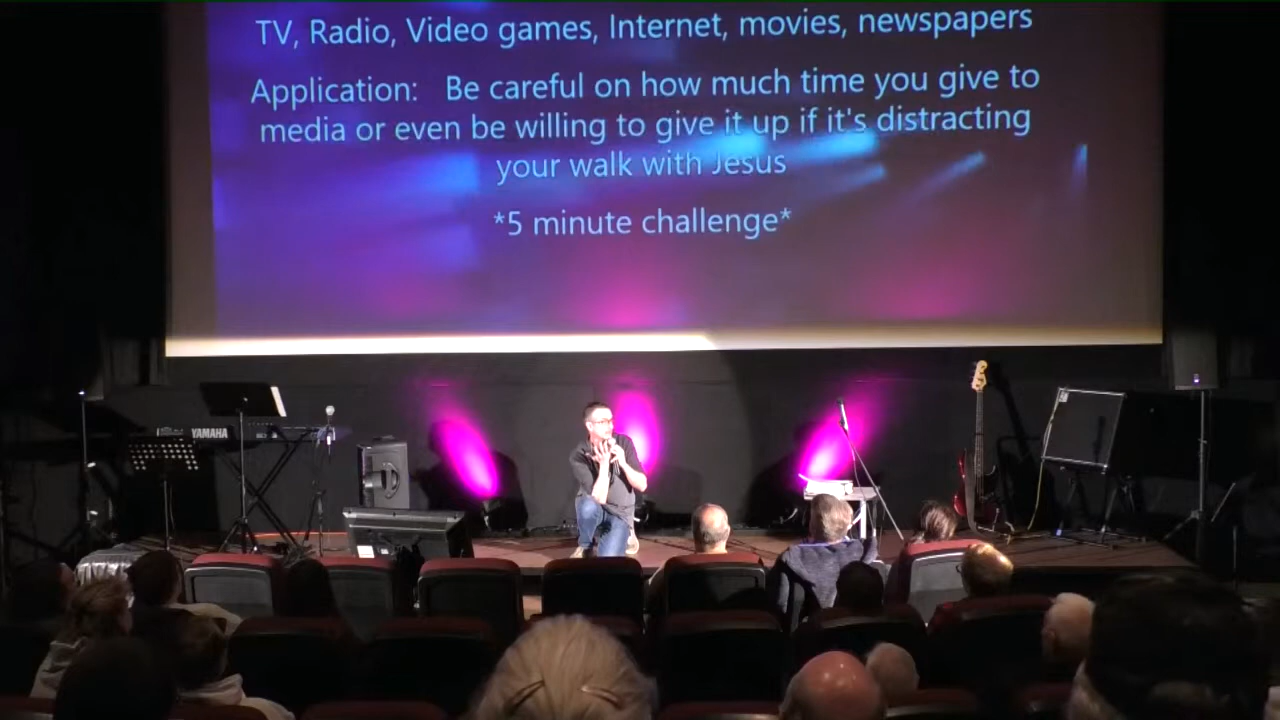 TV, Radio, Video games, Internet, movies, newspapers
Application: Be careful on how much time you give to
media or even be willing to give it up if it's distracting
your walk with Jesus
*5 minute challenge*
YAMAHA